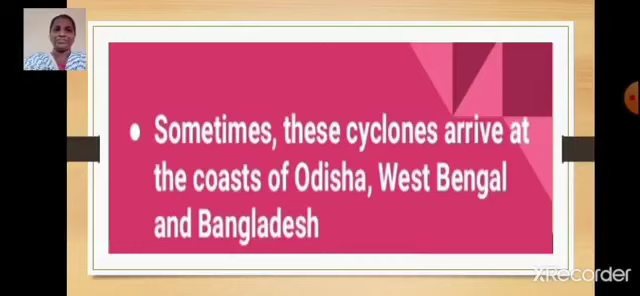 Sometimes, these cyclones arrive at
the coasts of Odisha, West Bengal
and Bangladesh
XRecorder